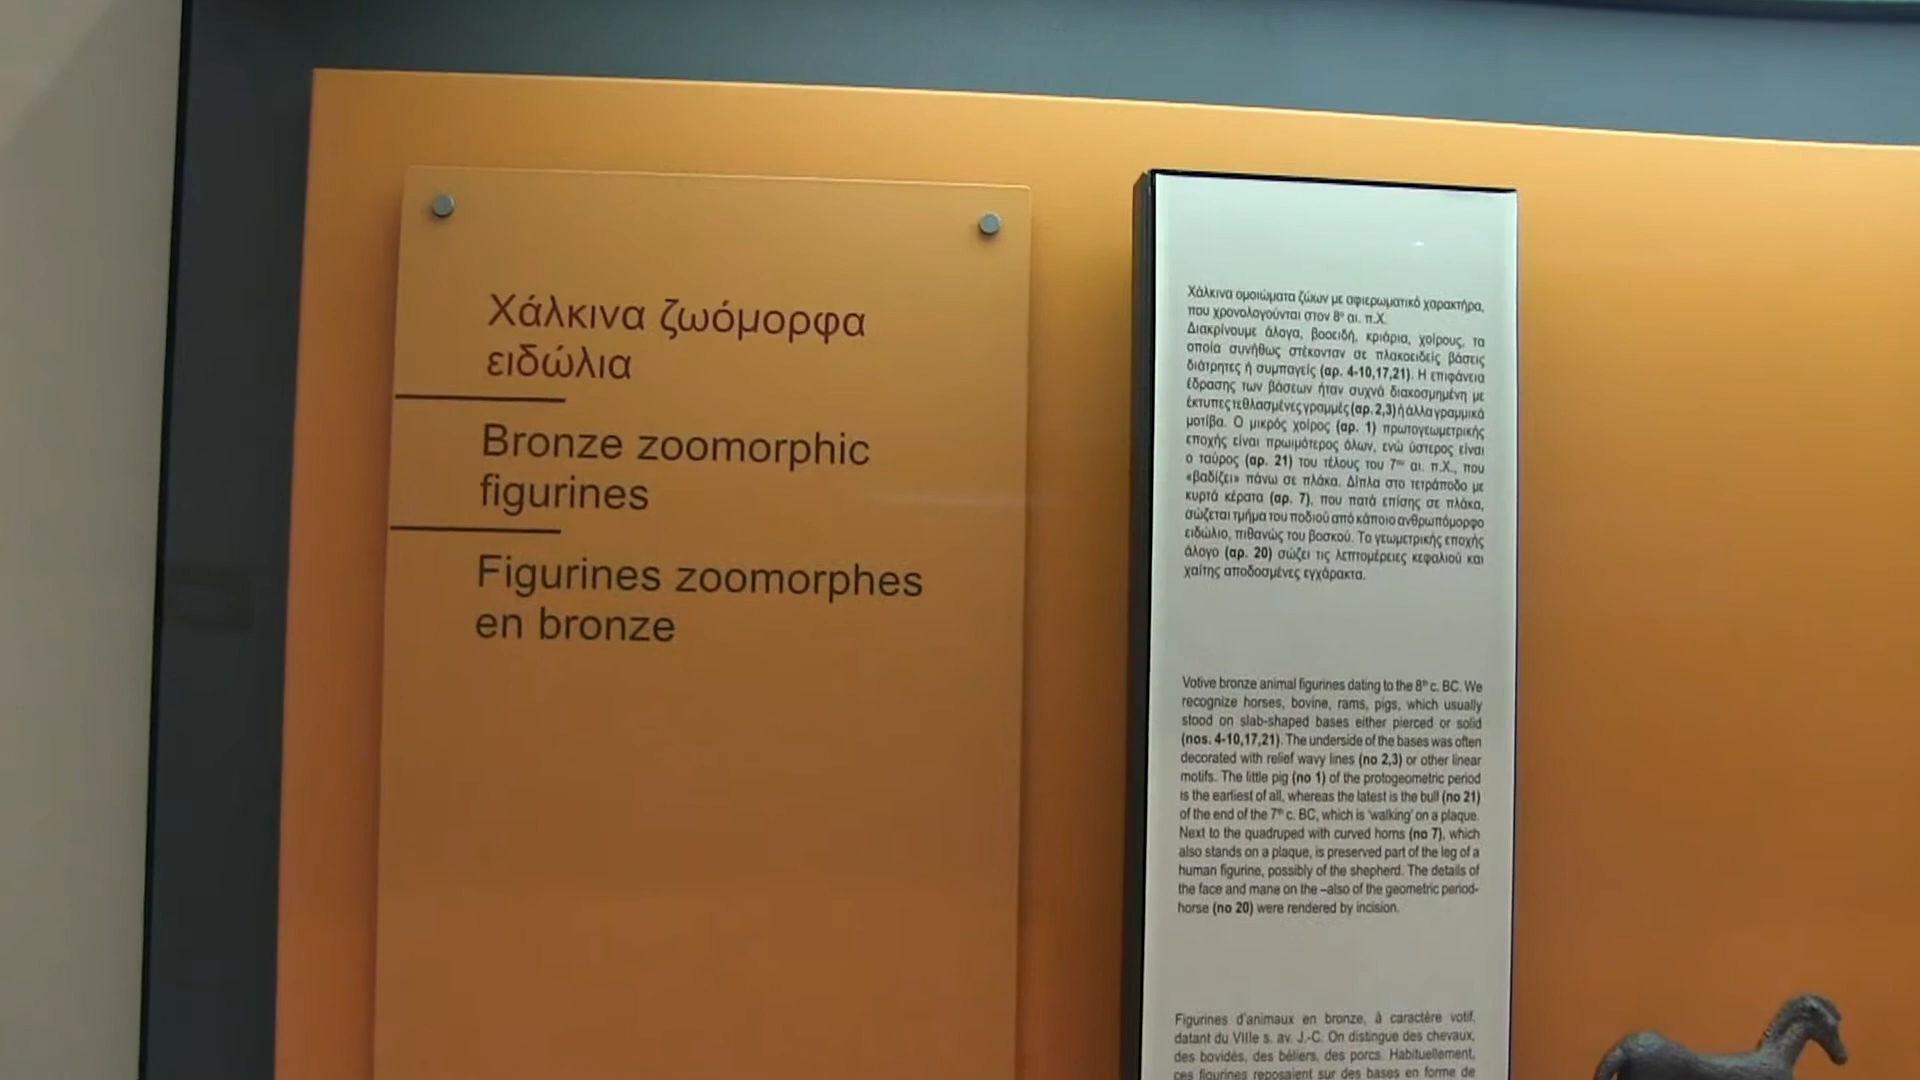 Χάλκινα ζωόμορφα
ειδώλια
Bronze zoomorphic
figurines
Figurines zoomorphes
en bronze
Χάλκινα ομοιώματα ζώων με αφιερωματικό χαρακτήρα,
που χρονολογούνται στον 8ο αι. π.Χ.
Διακρίνουμε άλογα, βοοειδή, κριάρια, χοίρους, τα
οποία συνήθως στέκονταν σε πλακοειδείς βάσεις
διάτρητες ή συμπαγείς (αρ. 4-10,17,21). Η επιφάνεια
έδρασης των βάσεων ήταν συχνά διακοσμημένη με
έκτυπες τεθλασμένες γραμμές (αρ. 2,3) ή άλλα γραμμικά
μοτίβα. Ο μικρός χοίρος (αρ. 1) πρωτογεωμετρικής
εποχής είναι πρωιμότερος όλων, ενώ ύστερος είναι
ο ταύρος (αρ. 21) του τέλους του 7ου αι. π.Χ., που
«βαδίζει» πάνω σε πλάκα. Δίπλα στο τετράποδο με
κυρτά κέρατα (αρ. 7), που πατά επίσης σε πλάκα,
σώζεται τμήμα του ποδιού από κάποιο ανθρωπόμορφο
ειδώλιο, πιθανώς του βοσκού. Το γεωμετρικής εποχής
άλογο (αρ. 20) σώζει τις λεπτομέρειες κεφαλιού και
χαίτης αποδοσμένες εγχάρακτα.
Votive bronze animal figurines dating to the 8th c. BC. We
recognize horses, bovine, rams, pigs, which usually
stood on slab-shaped bases either pierced or solid
(nos. 4-10,17,21). The underside of the bases was often
decorated with relief wavy lines (no 2,3) or other linear
motifs. The little pig (no 1) of the protogeometric period
is the earliest of all, whereas the latest is the bull (no 21)
of the end of the 7th c. BC, which is 'walking' on a plaque.
Next to the quadruped with curved horns (no 7), which
also stands on a plaque, is preserved part of the leg of a
human figurine, possibly of the shepherd. The details of
the face and mane on the –also of the geometric period-
horse (no 20) were rendered by incision.
Figurines d'animaux en bronze, à caractère votif,
datant du VIIIe s. av. J.-C. On distingue des chevaux,
des bovidés, des béliers, des porcs. Habituellement,
ces figurines reposaient sur des bases en forme de